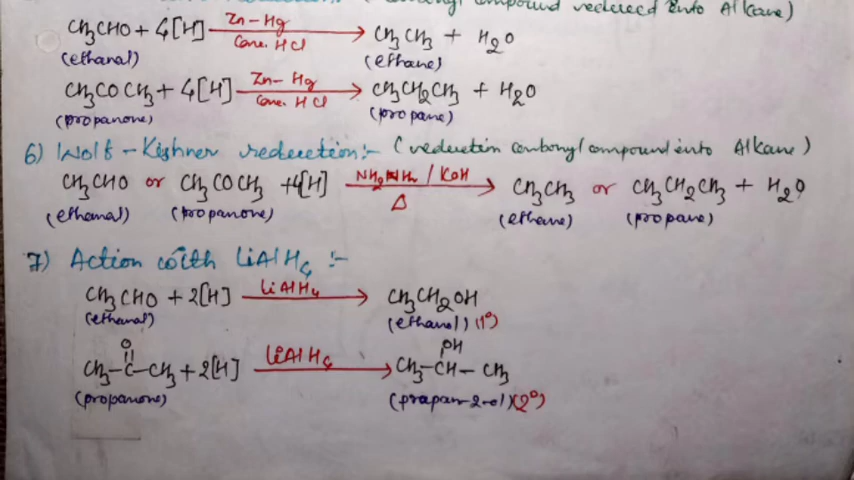 (Carbonyl compound reduced into Alkane)
CH₃CHO + 4[H] Zn-Hg Conc. HCl → CH₃CH₃ + H₂O
(ethanal) (ethane)
CH₃COCH₃ + 4[H] Zn-Hg Conc. HCl → CH₃CH₂CH₃ + H₂O
(propanone) (propane)
6) Wolf-Kishner reduction:- (reduction carbonyl compound into Alkane)
CH₃CHO or CH₃COCH₃ + 4[H] NH₂NH₂ / KOH Δ → CH₃CH₃ or CH₃CH₂CH₃ + H₂O
(ethanal) (propanone) (ethane) (propane)
7) Action with LiAlH₄ :-
CH₃CHO + 2[H] LiAlH₄ → CH₃CH₂OH
(ethanal) (ethanol) (1°)
O OH
CH₃-C-CH₃ + 2[H] LiAlH₄ → CH₃-CH-CH₃
(propanone) (propan-2-ol) (2°)